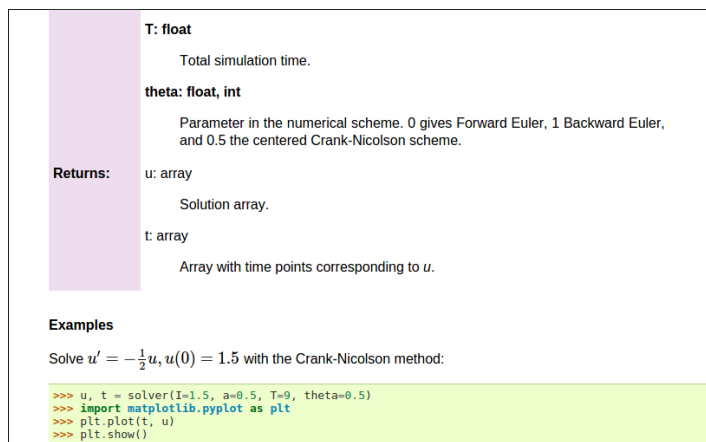 T: float
Total simulation time.
theta: float, int
Parameter in the numerical scheme. 0 gives Forward Euler, 1 Backward Euler,
and 0.5 the centered Crank-Nicolson scheme.
Returns: u: array
Solution array.
t: array
Array with time points corresponding to u.
Examples
Solve u′ = −½u, u(0) = 1.5 with the Crank-Nicolson method:
>>> u, t = solver(I=1.5, a=0.5, T=9, theta=0.5)
>>> import matplotlib.pyplot as plt
>>> plt.plot(t, u)
>>> plt.show()